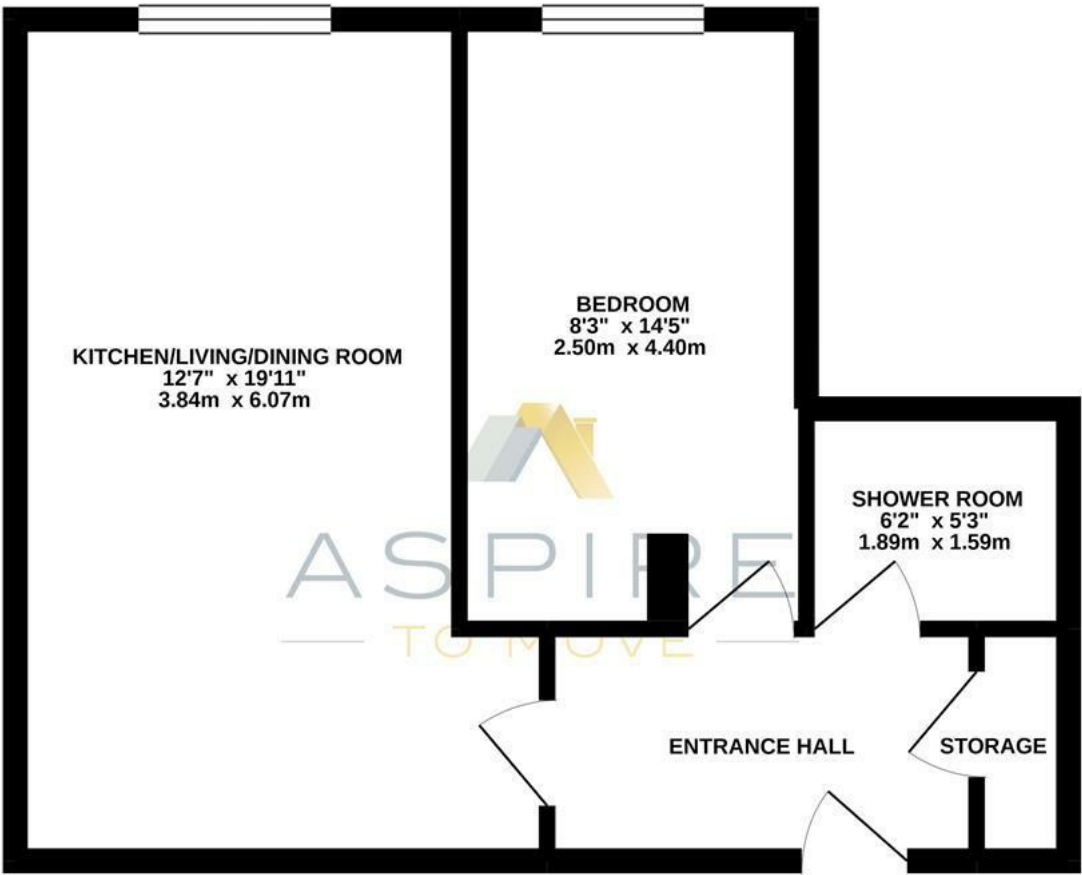 KITCHEN/LIVING/DINING ROOM
12'7" x 19'11"
3.84m x 6.07m
BEDROOM
8'3" x 14'5"
2.50m x 4.40m
SHOWER ROOM
6'2" x 5'3"
1.89m x 1.59m
ASPIRE
TO MOVE
ENTRANCE HALL
STORAGE